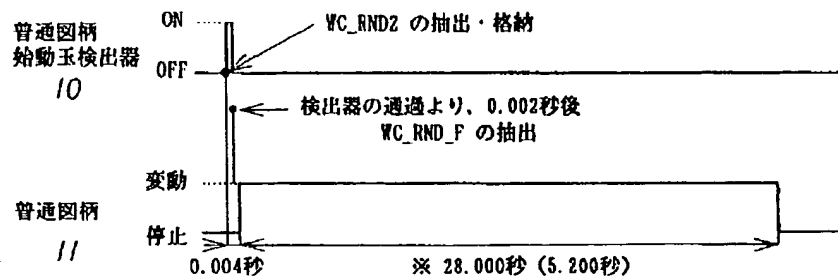 普通図柄
始動玉検出器
10
ON
OFF
WC_RND2 の抽出・格納
検出器の通過より、0.002秒後
WC_RND_F の抽出
普通図柄
11
変動
停止
0.004秒
※ 28.000秒 (5.200秒)